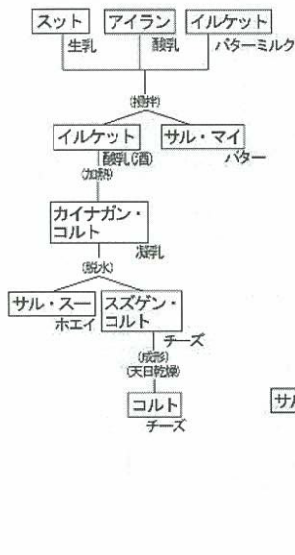 スット アイラン イルケット
生乳 酸乳 バターミルク
(攪拌)
イルケット サル・マイ
酸乳(酒) バター
(加熱)
カイナガン・
コルト
凝乳
(脱水)
サル・スー スズゲン・
コルト
ホエイ
チーズ
(成形)
(天日乾燥)
コルト サル
チーズ